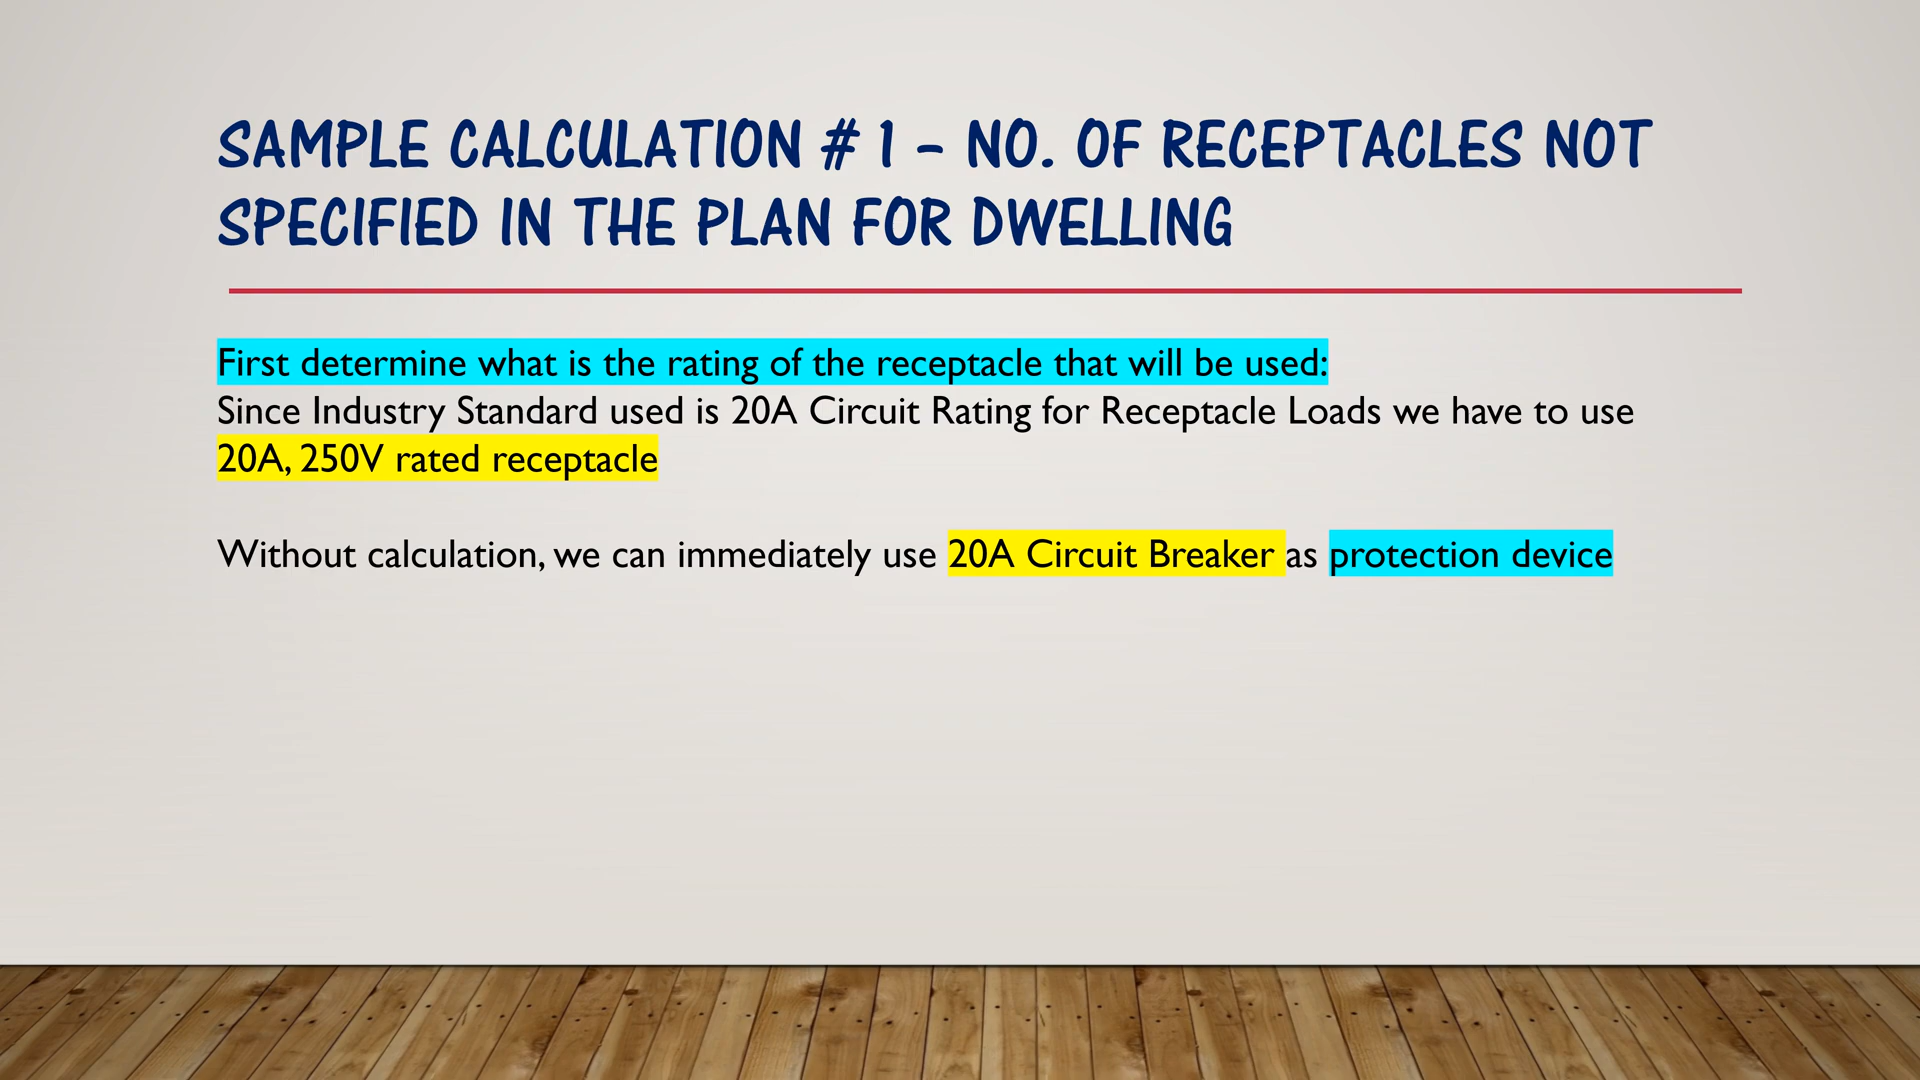 SAMPLE CALCULATION # 1 – NO. OF RECEPTACLES NOT
SPECIFIED IN THE PLAN FOR DWELLING
First determine what is the rating of the receptacle that will be used:
Since Industry Standard used is 20A Circuit Rating for Receptacle Loads we have to use
20A, 250V rated receptacle
Without calculation, we can immediately use 20A Circuit Breaker as protection device